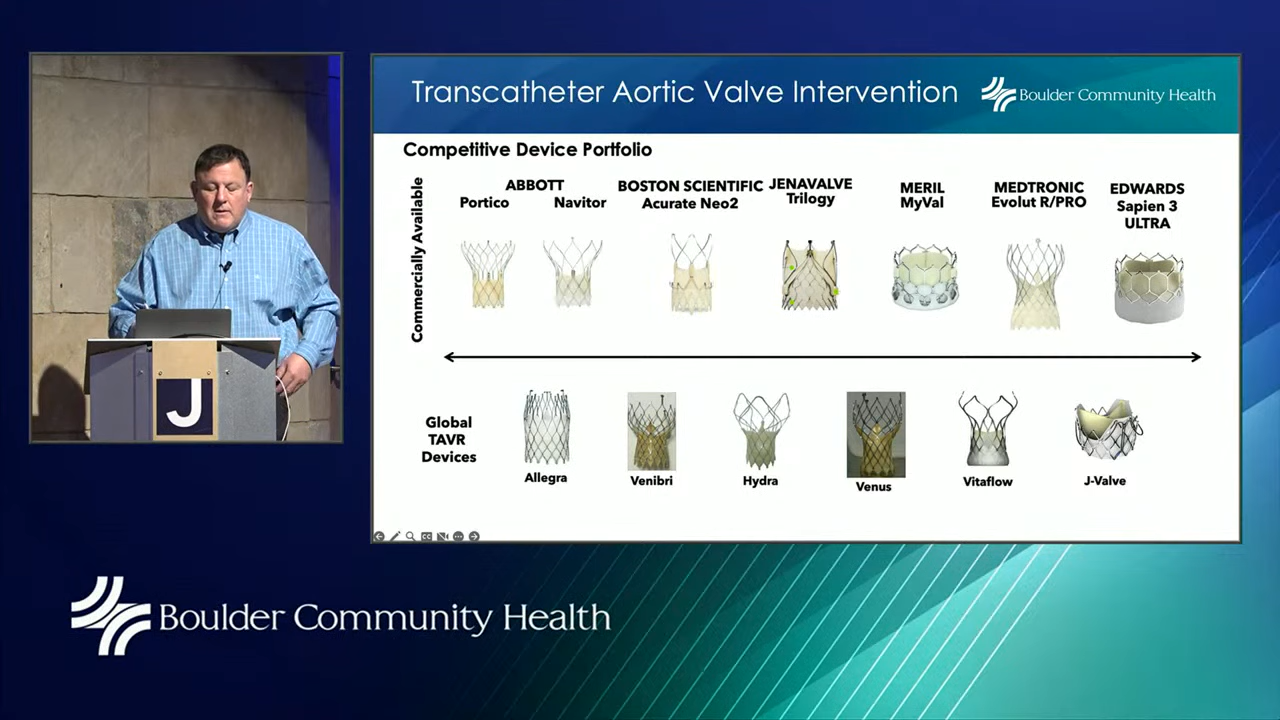 Transcatheter Aortic Valve Intervention
Boulder Community Health
Competitive Device Portfolio
Commercially Available
ABBOTT
Portico Navitor
BOSTON SCIENTIFIC
Acurate Neo2
JENAVALVE
Trilogy
MERIL
MyVal
MEDTRONIC
Evolut R/PRO
EDWARDS
Sapien 3
ULTRA
Global
TAVR
Devices
Allegra
Venibri
Hydra
Venus
Vitaflow
J-Valve
CC
J
Boulder Community Health